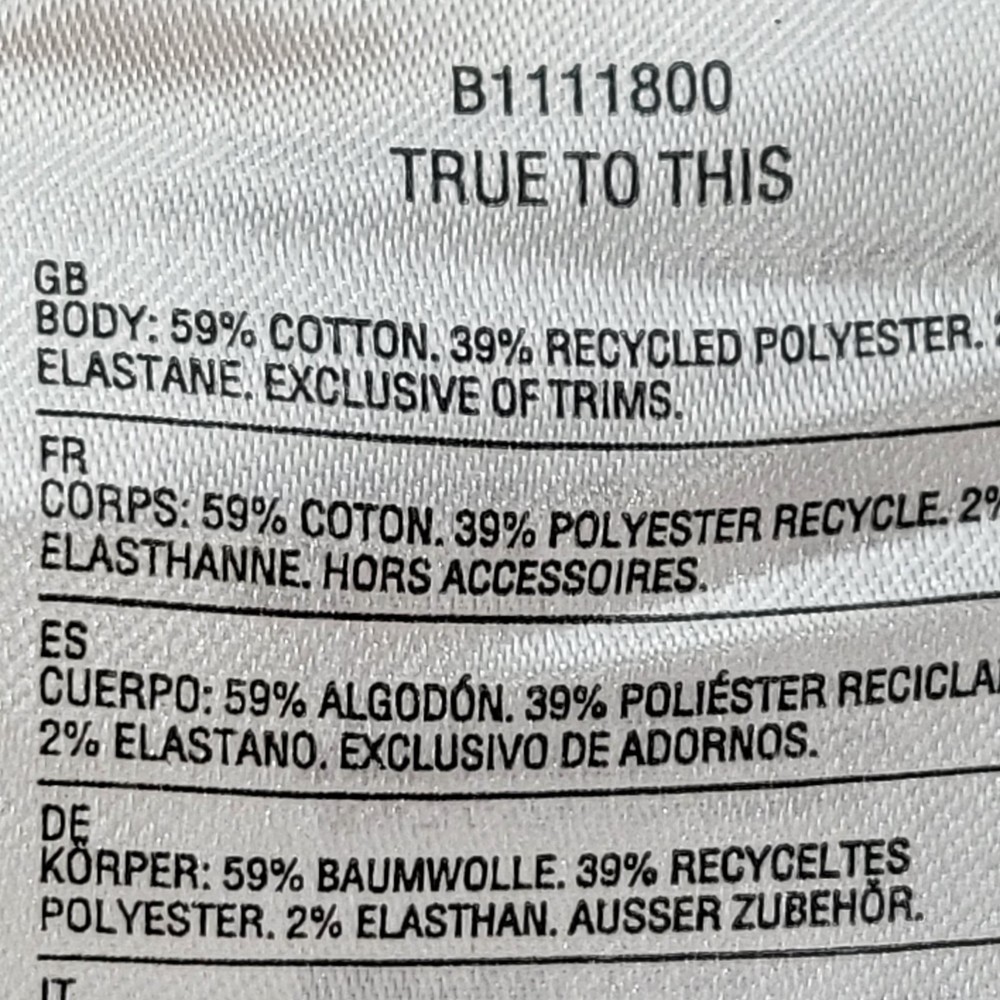 B1111800
TRUE TO THIS
GB
BODY: 59% COTTON. 39% RECYCLED POLYESTER.
ELASTANE. EXCLUSIVE OF TRIMS.
FR
CORPS: 59% COTON. 39% POLYESTER RECYCLE. 2%
ELASTHANNE. HORS ACCESSOIRES.
ES
CUERPO: 59% ALGODÓN. 39% POLIÉSTER
2% ELASTANO. EXCLUSIVO DE ADORNOS.
DE
KÖRPER: 59% BAUMWOLLE. 39% RECYCELTES
POLYESTER. 2% ELASTHAN. AUSSER ZUBEHÖR.
IT